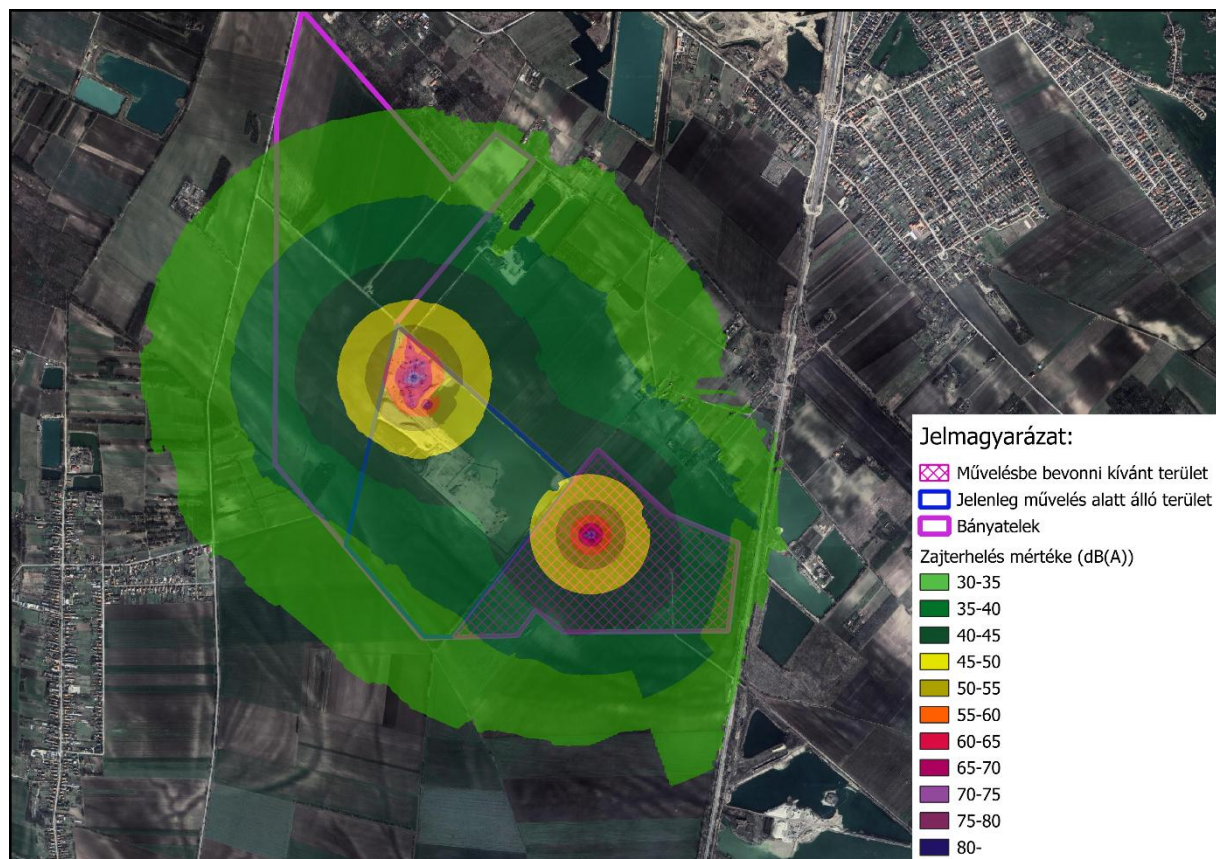 Jelmagyarázat:
Művelésbe bevonni kívánt terület
Jelenleg művelés alatt álló terület
Bányatelek
Zajterhelés mértéke (dB(A))
30-35
35-40
40-45
45-50
50-55
55-60
60-65
65-70
70-75
75-80
80-